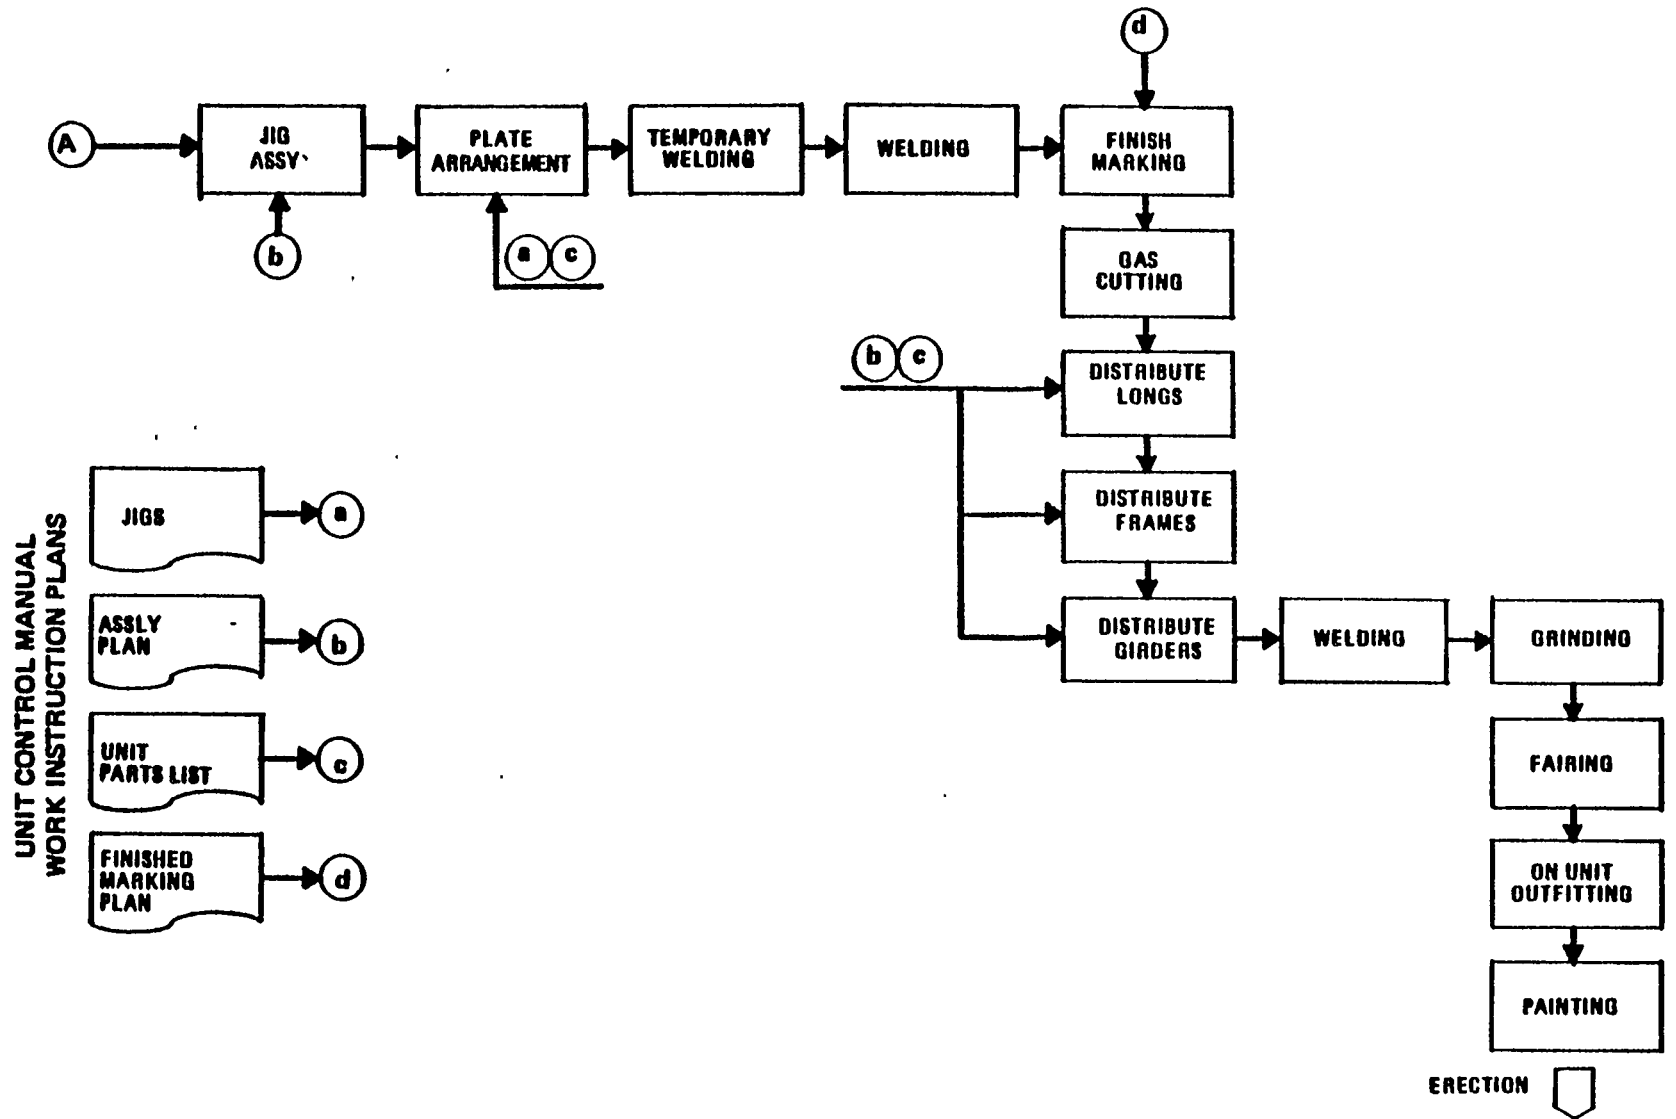 d
A
JIG
ASSY
PLATE
ARRANGEMENT
TEMPORARY
WELDING
WELDING
FINISH
MARKING
b
a c
GAS
CUTTING
b c
DISTRIBUTE
LONGS
DISTRIBUTE
FRAMES
DISTRIBUTE
GIRDERS
WELDING
GRINDING
FAIRING
ON UNIT
OUTFITTING
PAINTING
ERECTION
UNIT CONTROL MANUAL
WORK INSTRUCTION PLANS
JIGS
a
ASSLY
PLAN
b
UNIT
PARTS LIST
c
FINISHED
MARKING
PLAN
d